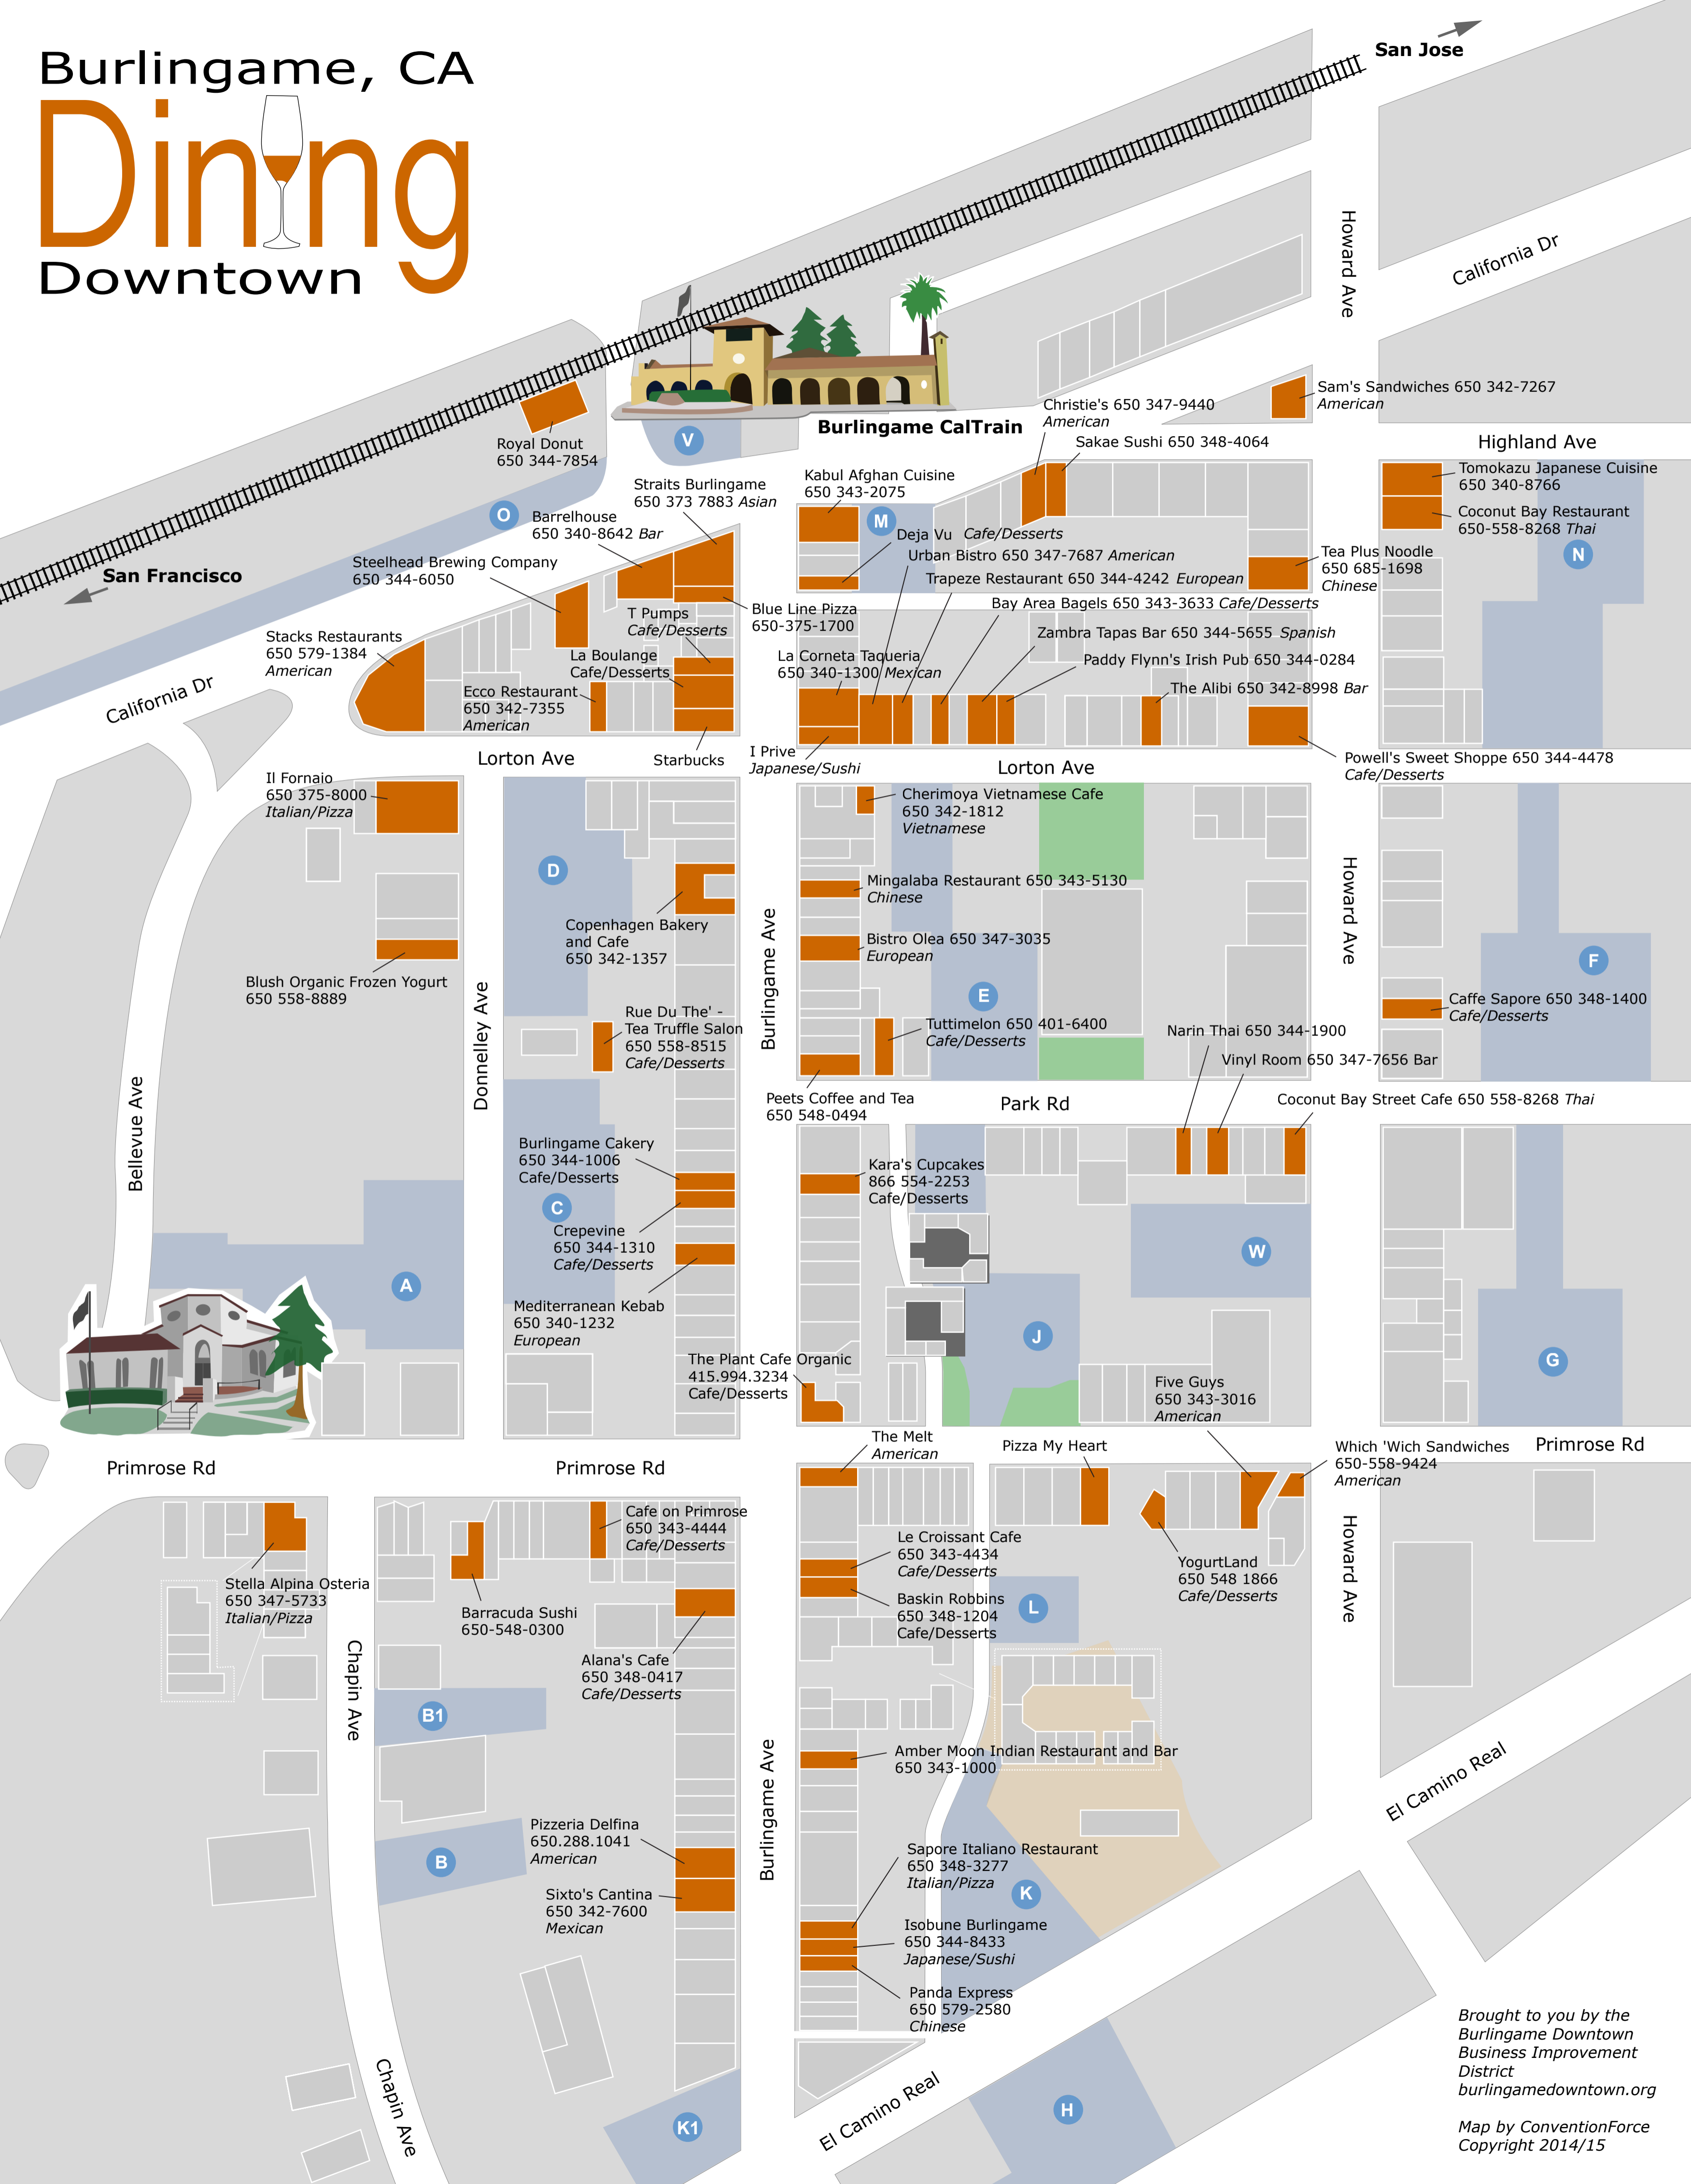 Burlingame, CA
Dining
Downtown
San Jose
Howard Ave
California Dr
Sam's Sandwiches 650 342-7267
American
Christie's 650 347-9440
American
Burlingame CalTrain
Sakae Sushi 650 348-4064
Highland Ave
Royal Donut
650 344-7854
V
Tomokazu Japanese Cuisine
650 340-8766
Coconut Bay Restaurant
650-558-8268 Thai
N
Straits Burlingame
650 373 7883 Asian
Kabul Afghan Cuisine
650 343-2075
M
O
Barrelhouse
650 340-8642 Bar
Deja Vu Cafe/Desserts
Urban Bistro 650 347-7687 American
Trapeze Restaurant 650 344-4242 European
Tea Plus Noodle
650 685-1698
Chinese
Steelhead Brewing Company
650 344-6050
San Francisco
Bay Area Bagels 650 343-3633 Cafe/Desserts
Blue Line Pizza
650-375-1700
T Pumps
Cafe/Desserts
Zambra Tapas Bar 650 344-5655 Spanish
Stacks Restaurants
650 579-1384
American
La Boulange
Cafe/Desserts
La Corneta Taqueria
650 340-1300 Mexican
Paddy Flynn's Irish Pub 650 344-0284
The Alibi 650 342-8998 Bar
Ecco Restaurant
650 342-7355
American
California Dr
Lorton Ave
Starbucks
I Prive
Japanese/Sushi
Lorton Ave
Powell's Sweet Shoppe 650 344-4478
Cafe/Desserts
Il Fornaio
650 375-8000
Italian/Pizza
Cherimoya Vietnamese Cafe
650 342-1812
Vietnamese
D
Mingalaba Restaurant 650 343-5130
Chinese
Howard Ave
Copenhagen Bakery
and Cafe
650 342-1357
Burlingame Ave
Bistro Olea 650 347-3035
European
F
Blush Organic Frozen Yogurt
650 558-8889
Donnelley Ave
E
Caffe Sapore 650 348-1400
Cafe/Desserts
Rue Du The' -
Tea Truffle Salon
650 558-8515
Cafe/Desserts
Tuttimelon 650 401-6400
Cafe/Desserts
Narin Thai 650 344-1900
Vinyl Room 650 347-7656 Bar
Bellevue Ave
Peets Coffee and Tea
650 548-0494
Park Rd
Coconut Bay Street Cafe 650 558-8268 Thai
Burlingame Cakery
650 344-1006
Cafe/Desserts
Kara's Cupcakes
866 554-2253
Cafe/Desserts
C
Crepevine
650 344-1310
Cafe/Desserts
W
A
Mediterranean Kebab
650 340-1232
European
J
G
The Plant Cafe Organic
415.994.3234
Cafe/Desserts
Five Guys
650 343-3016
American
The Melt
American
Pizza My Heart
Which 'Wich Sandwiches
650-558-9424
American
Primrose Rd
Primrose Rd
Primrose Rd
Cafe on Primrose
650 343-4444
Cafe/Desserts
Le Croissant Cafe
650 343-4434
Cafe/Desserts
YogurtLand
650 548 1866
Cafe/Desserts
Howard Ave
Stella Alpina Osteria
650 347-5733
Italian/Pizza
Barracuda Sushi
650-548-0300
Baskin Robbins
650 348-1204
Cafe/Desserts
L
Chapin Ave
Alana's Cafe
650 348-0417
Cafe/Desserts
B1
Burlingame Ave
Amber Moon Indian Restaurant and Bar
650 343-1000
El Camino Real
Pizzeria Delfina
650.288.1041
American
B
Sapore Italiano Restaurant
650 348-3277
Italian/Pizza
K
Sixto's Cantina
650 342-7600
Mexican
Isobune Burlingame
650 344-8433
Japanese/Sushi
Panda Express
650 579-2580
Chinese
Chapin Ave
El Camino Real
K1
H
Brought to you by the
Burlingame Downtown
Business Improvement
District
burlingamedowntown.org
Map by ConventionForce
Copyright 2014/15